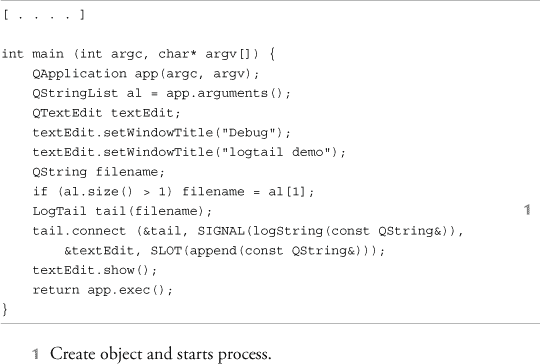 [ . . . . ]
int main (int argc, char* argv[]) {
    QApplication app(argc, argv);
    QStringList al = app.arguments();
    QTextEdit textEdit;
    textEdit.setWindowTitle("Debug");
    textEdit.setWindowTitle("logtail demo");
    QString filename;
    if (al.size() > 1) filename = al[1];
    LogTail tail(filename); 1
    tail.connect (&tail, SIGNAL(logString(const QString&)),
        &textEdit, SLOT(append(const QString&)));
    textEdit.show();
    return app.exec();
}
1 Create object and starts process.